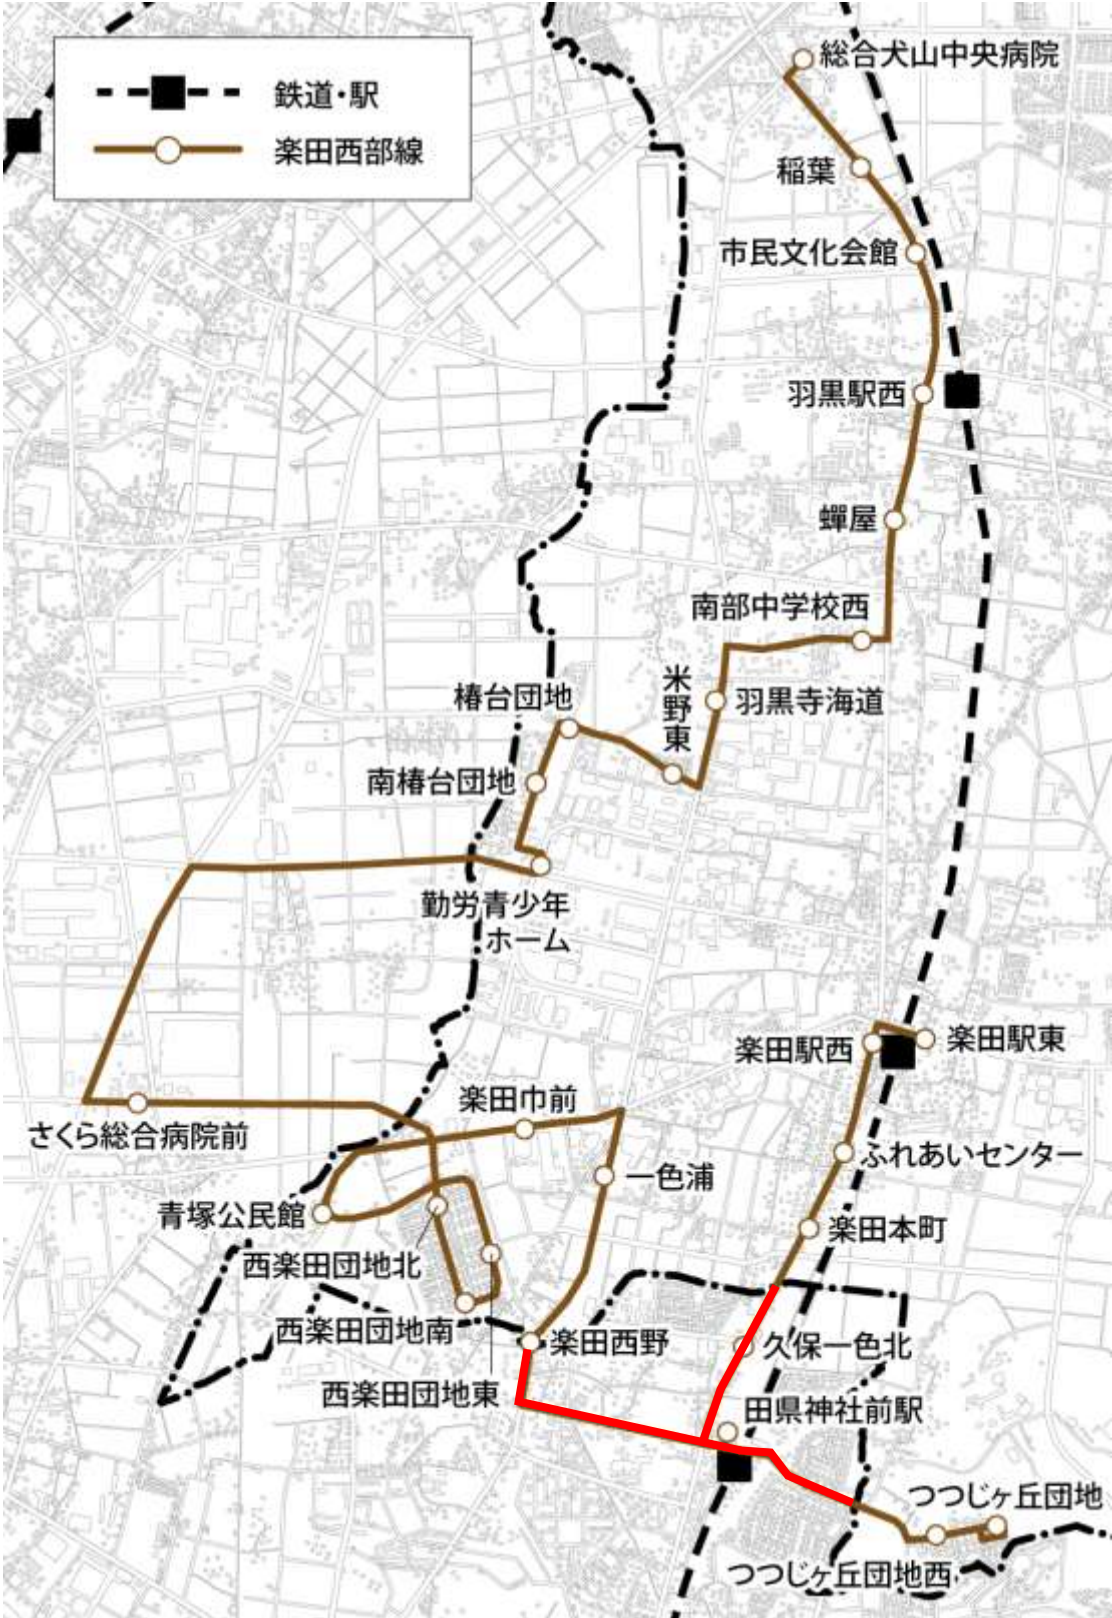 鉄道・駅
楽田西部線
総合犬山中央病院
稲葉
市民文化会館
羽黒駅西
蟬屋
南部中学校西
米野東
羽黒寺海道
椿台団地
南椿台団地
勤労青少年
ホーム
楽田駅西
楽田駅東
さくら総合病院前
楽田巾前
ふれあいセンター
一色浦
青塚公民館
楽田本町
西楽田団地北
西楽田団地南
楽田西野
久保一色北
西楽田団地東
田県神社前駅
つつじヶ丘団地
つつじヶ丘団地西